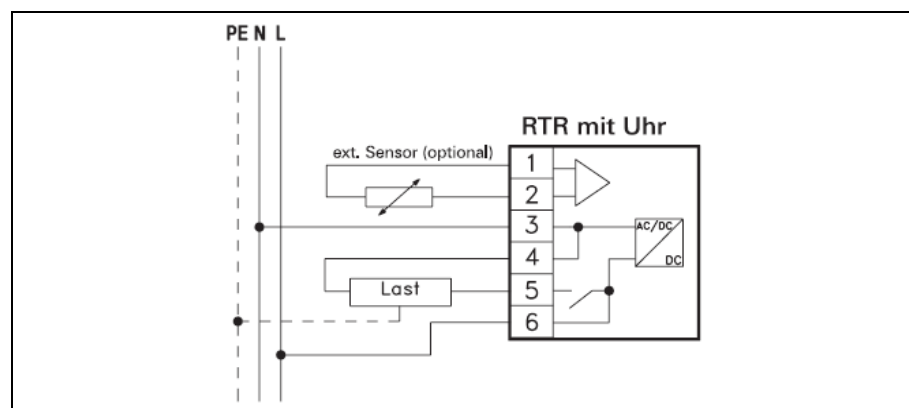 PE N L
RTR mit Uhr
ext. Sensor (optional)
1
2
3
4
5
6
AC/DC
DC
Last